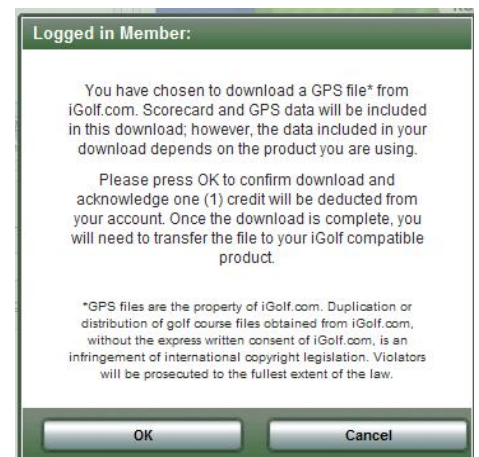 Logged in Member:
You have chosen to download a GPS file* from
iGolf.com. Scorecard and GPS data will be included
in this download; however, the data included in your
download depends on the product you are using.
Please press OK to confirm download and
acknowledge one (1) credit will be deducted from
your account. Once the download is complete, you
will need to transfer the file to your iGolf compatible
product.
*GPS files are the property of iGolf.com. Duplication or
distribution of golf course files obtained from iGolf.com,
without the express written consent of iGolf.com, is an
infringement of international copyright legislation. Violators
will be prosecuted to the fullest extent of the law.
OK
Cancel